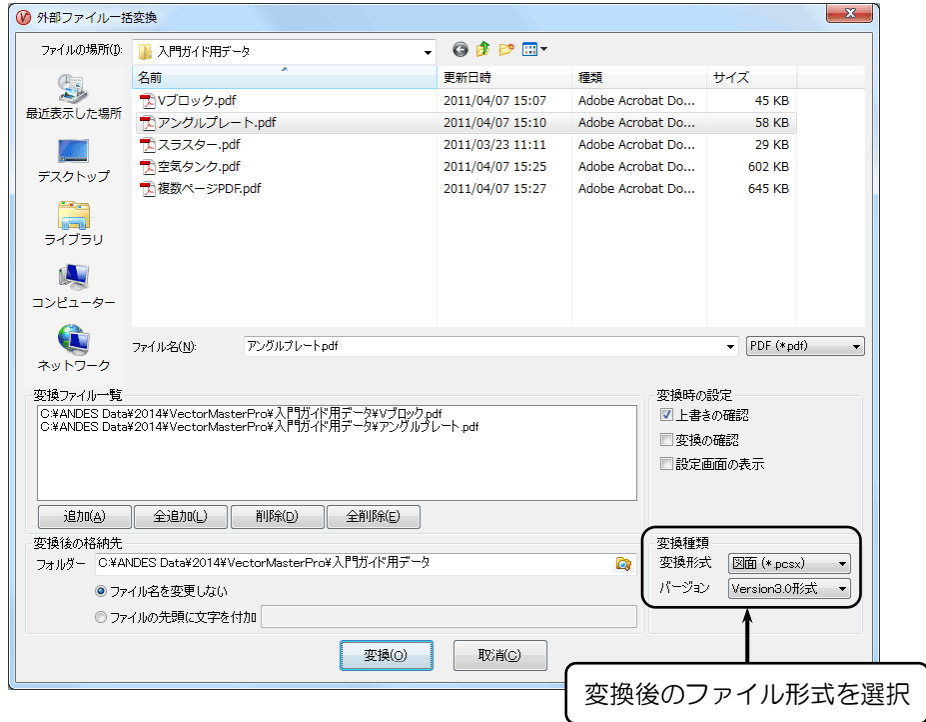 外部ファイル一括変換
ファイルの場所(I):
入門ガイド用データ
名前 更新日時 種類 サイズ
Vブロック.pdf 2011/04/07 15:07 Adobe Acrobat Do... 45 KB
アングルプレート.pdf 2011/04/07 15:10 Adobe Acrobat Do... 58 KB
スラスター.pdf 2011/03/23 11:11 Adobe Acrobat Do... 29 KB
空気タンク.pdf 2011/04/07 15:25 Adobe Acrobat Do... 602 KB
複数ページPDF.pdf 2011/04/07 15:27 Adobe Acrobat Do... 645 KB
最近表示した場所
デスクトップ
ライブラリ
コンピューター
ネットワーク
ファイル名(N): アングルプレート.pdf PDF (*.pdf)
変換ファイル一覧
C:¥ANDES Data¥2014¥VectorMasterPro¥入門ガイド用データ¥Vブロック.pdf
C:¥ANDES Data¥2014¥VectorMasterPro¥入門ガイド用データ¥アングルプレート.pdf
追加(A) 全追加(L) 削除(D) 全削除(E)
変換時の設定
上書きの確認
変換の確認
設定画面の表示
変換後の格納先
フォルダー C:¥ANDES Data¥2014¥VectorMasterPro¥入門ガイド用データ
ファイル名を変更しない
ファイルの先頭に文字を付加
変換種類
変換形式 図面 (*.pcsx)
バージョン Version3.0形式
変換(O) 取消(C)
変換後のファイル形式を選択